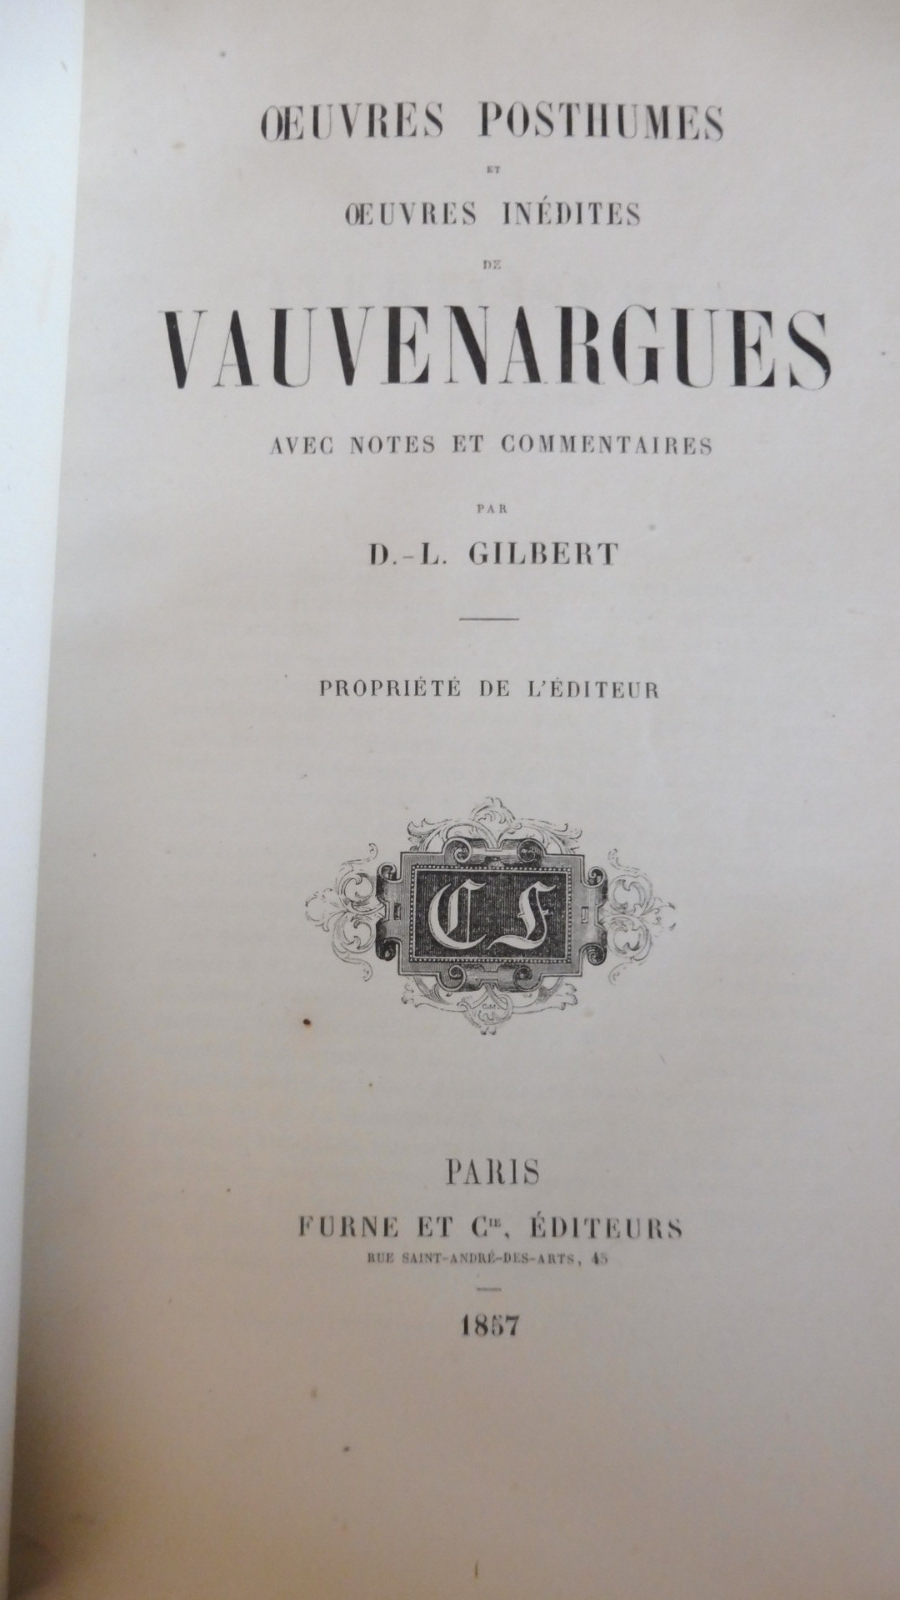 ŒUVRES POSTHUMES
ET
ŒUVRES INÉDITES
DE
VAUVENARGUES
AVEC NOTES ET COMMENTAIRES
PAR
D.-L. GILBERT
PROPRIÉTÉ DE L'ÉDITEUR
C F
PARIS
FURNE ET CIE, ÉDITEURS
RUE SAINT-ANDRÉ-DES-ARTS, 45
1857